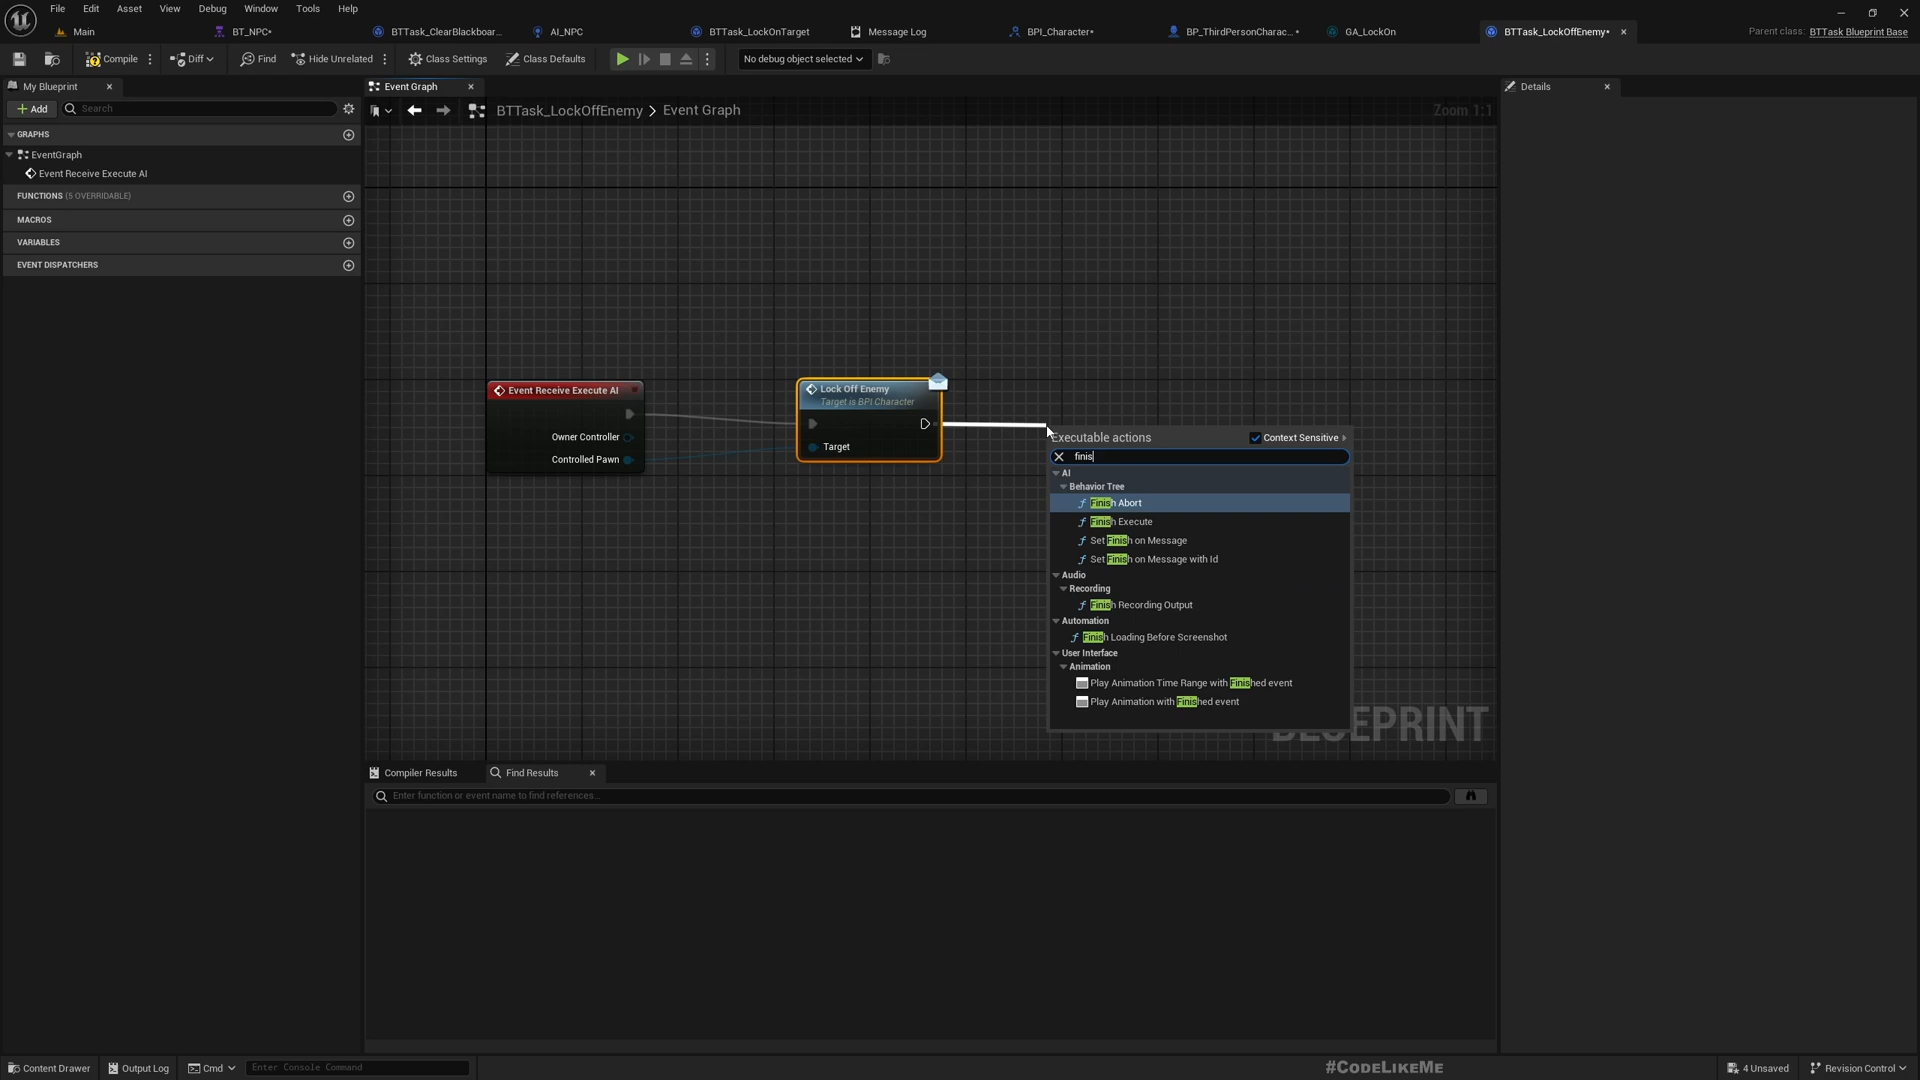 File Edit Asset View Debug Window Tools Help
Main BT_NPC* BTTask_ClearBlackboar... AI_NPC BTTask_LockOnTarget Message Log BPI_Character* BP_ThirdPersonCharac...* GA_LockOn BTTask_LockOffEnemy* Parent class: BTTask Blueprint Base
Compile Diff Find Hide Unrelated Class Settings Class Defaults No debug object selected
My Blueprint Event Graph Details
Add Search BTTask_LockOffEnemy > Event Graph Zoom 1:1
GRAPHS
EventGraph
Event Receive Execute AI
FUNCTIONS (5 OVERRIDABLE)
MACROS
VARIABLES
EVENT DISPATCHERS
Event Receive Execute AI
Owner Controller
Controlled Pawn
Lock Off Enemy
Target is BPI Character
Target
Executable actions Context Sensitive
finis
AI
Behavior Tree
Finish Abort
Finish Execute
Set Finish on Message
Set Finish on Message with Id
Audio
Recording
Finish Recording Output
Automation
Finish Loading Before Screenshot
User Interface
Animation
Play Animation Time Range with Finished event
Play Animation with Finished event
BLUEPRINT
Compiler Results Find Results
Enter function or event name to find references...
Content Drawer Output Log Cmd Enter Console Command #CODELIKEME 4 Unsaved Revision Control